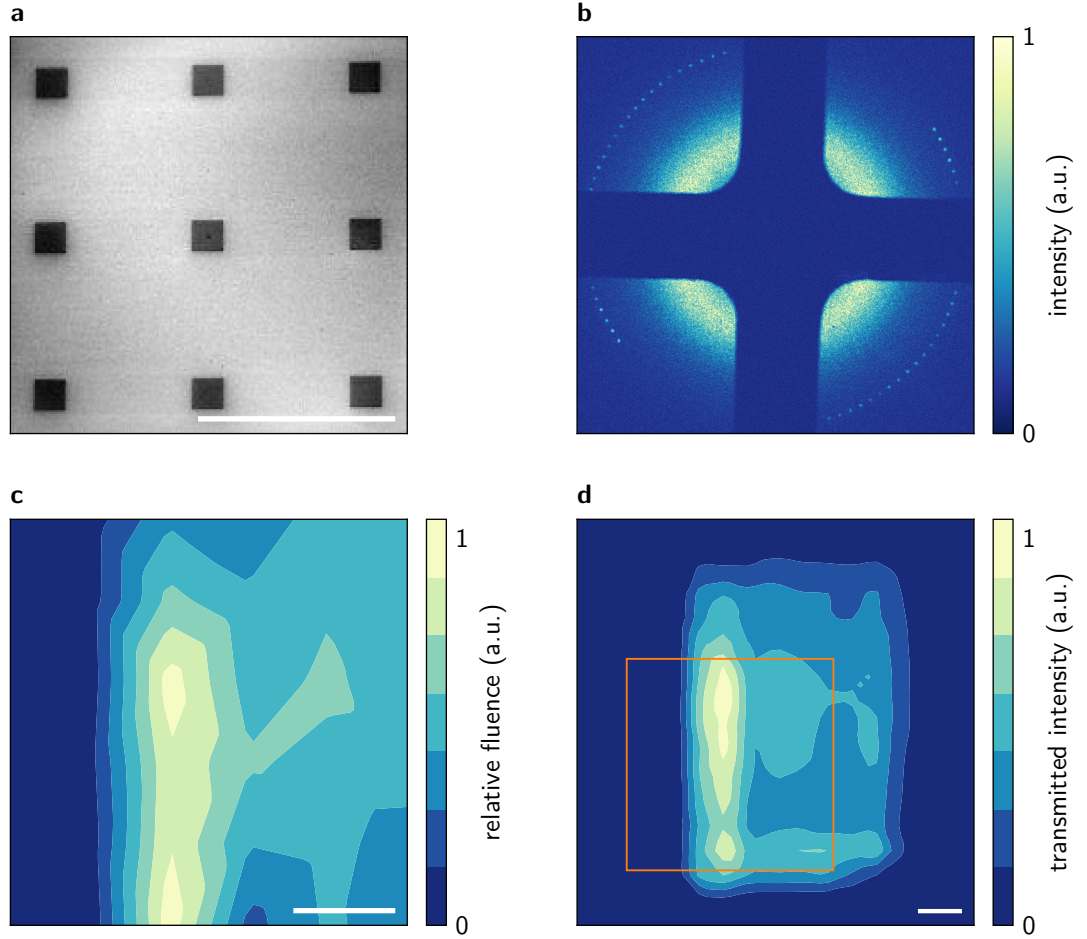 a
b
1
intensity (a.u.)
0
c
1
relative fluence (a.u.)
0
d
1
transmitted intensity (a.u.)
0